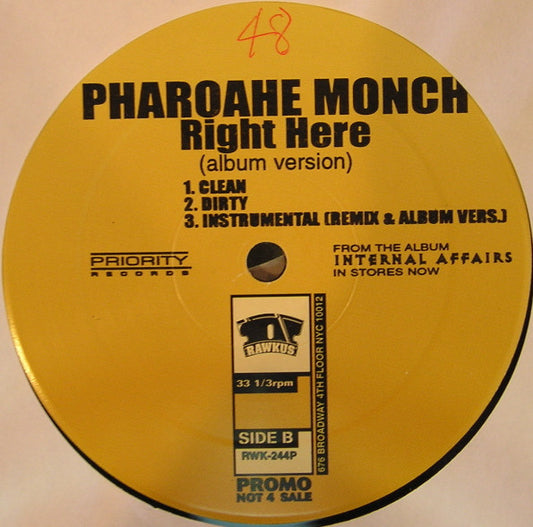 48
PHAROAHE MONCH
Right Here
(album version)
1. CLEAN
2. DIRTY
3. INSTRUMENTAL (REMIX & ALBUM VERS.)
PRIORITY
RECORDS
FROM THE ALBUM
INTERNAL AFFAIRS
IN STORES NOW
RAWKUS
33 1/3rpm
SIDE B
RWK-244P
676 BROADWAY 4TH FLOOR NYC 10012
PROMO
NOT 4 SALE